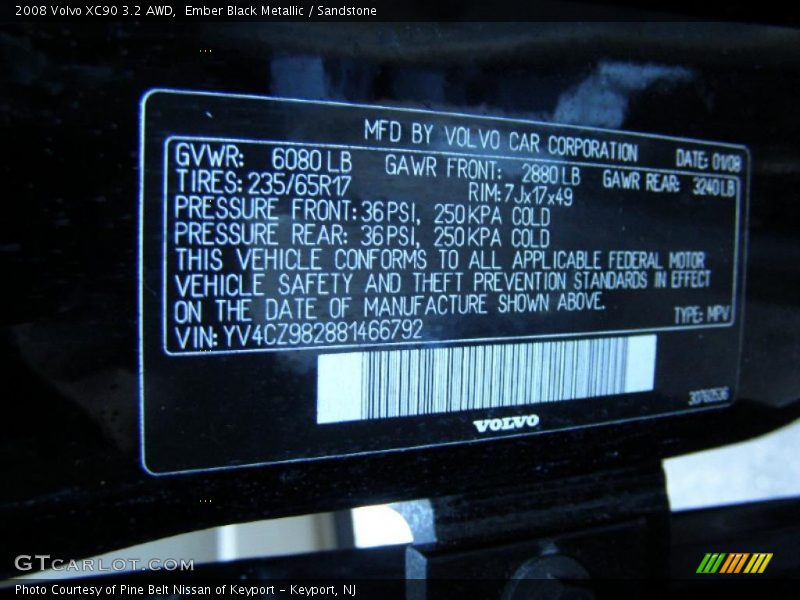 2008 Volvo XC90 3.2 AWD,  Ember Black Metallic / Sandstone
MFD BY VOLVO CAR CORPORATION DATE: 01/08
GVWR: 6080 LB GAWR FRONT: 2880 LB GAWR REAR: 3240 LB
TIRES: 235/65R17 RIM: 7Jx17x49
PRESSURE FRONT: 36 PSI, 250 KPA COLD
PRESSURE REAR: 36 PSI, 250 KPA COLD
THIS VEHICLE CONFORMS TO ALL APPLICABLE FEDERAL MOTOR
VEHICLE SAFETY AND THEFT PREVENTION STANDARDS IN EFFECT
ON THE DATE OF MANUFACTURE SHOWN ABOVE.
VIN: YV4CZ982881466792 TYPE: MPV
VOLVO
GTCARLOT.COM
Photo Courtesy of Pine Belt Nissan of Keyport – Keyport, NJ